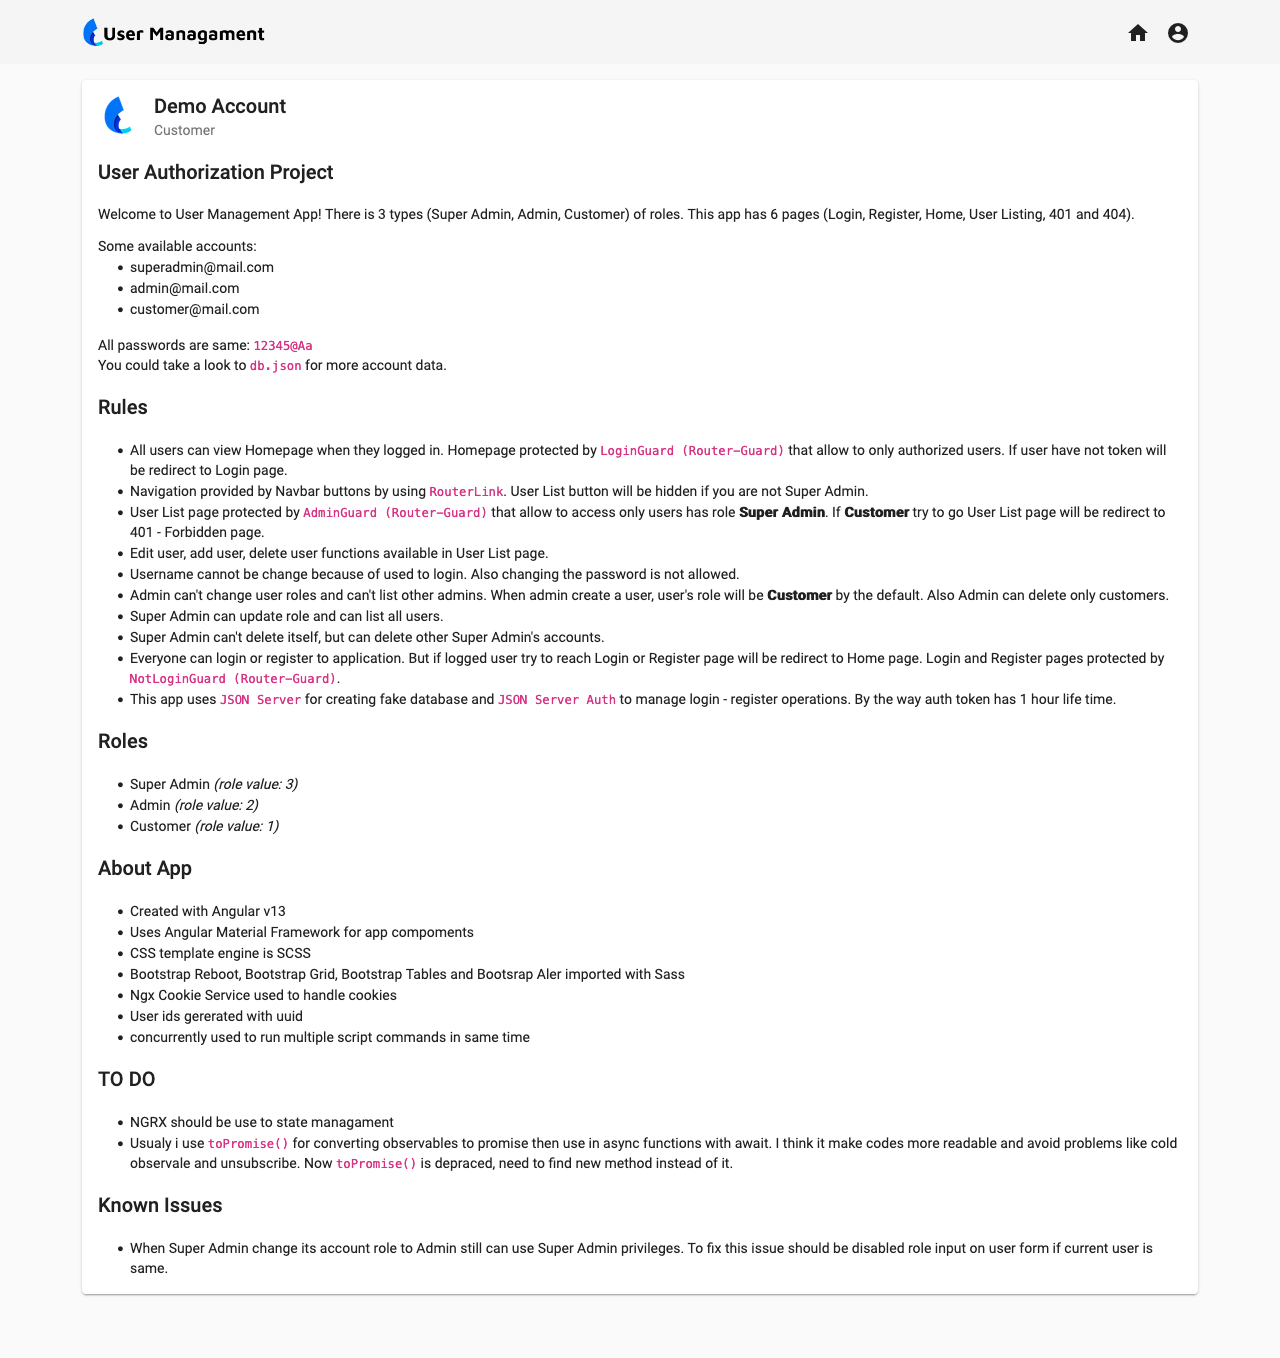 User Managament
Demo Account
Customer
User Authorization Project
Welcome to User Management App! There is 3 types (Super Admin, Admin, Customer) of roles. This app has 6 pages (Login, Register, Home, User Listing, 401 and 404).
Some available accounts:
• superadmin@mail.com
• admin@mail.com
• customer@mail.com
All passwords are same: 12345@Aa
You could take a look to db.json for more account data.
Rules
• All users can view Homepage when they logged in. Homepage protected by LoginGuard (Router-Guard) that allow to only authorized users. If user have not token will
be redirect to Login page.
• Navigation provided by Navbar buttons by using RouterLink. User List button will be hidden if you are not Super Admin.
• User List page protected by AdminGuard (Router-Guard) that allow to access only users has role Super Admin. If Customer try to go User List page will be redirect to
401 - Forbidden page.
• Edit user, add user, delete user functions available in User List page.
• Username cannot be change because of used to login. Also changing the password is not allowed.
• Admin can't change user roles and can't list other admins. When admin create a user, user's role will be Customer by the default. Also Admin can delete only customers.
• Super Admin can update role and can list all users.
• Super Admin can't delete itself, but can delete other Super Admin's accounts.
• Everyone can login or register to application. But if logged user try to reach Login or Register page will be redirect to Home page. Login and Register pages protected by
NotLoginGuard (Router-Guard).
• This app uses JSON Server for creating fake database and JSON Server Auth to manage login - register operations. By the way auth token has 1 hour life time.
Roles
• Super Admin (role value: 3)
• Admin (role value: 2)
• Customer (role value: 1)
About App
• Created with Angular v13
• Uses Angular Material Framework for app compoments
• CSS template engine is SCSS
• Bootstrap Reboot, Bootstrap Grid, Bootstrap Tables and Bootsrap Aler imported with Sass
• Ngx Cookie Service used to handle cookies
• User ids gererated with uuid
• concurrently used to run multiple script commands in same time
TO DO
• NGRX should be use to state managament
• Usualy i use toPromise() for converting observables to promise then use in async functions with await. I think it make codes more readable and avoid problems like cold
observale and unsubscribe. Now toPromise() is depraced, need to find new method instead of it.
Known Issues
• When Super Admin change its account role to Admin still can use Super Admin privileges. To fix this issue should be disabled role input on user form if current user is
same.